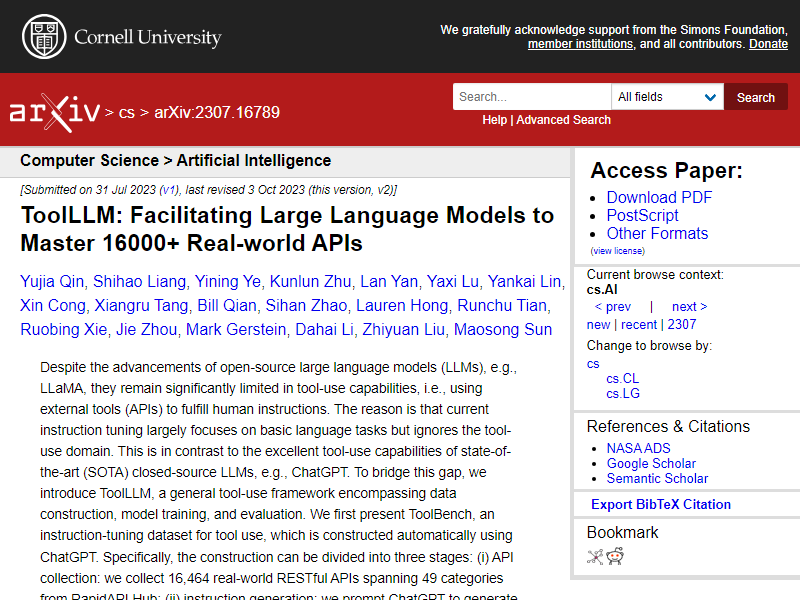 Cornell University
We gratefully acknowledge support from the Simons Foundation,
member institutions, and all contributors. Donate
arXiv > cs > arXiv:2307.16789
Search...
All fields
Search
Help | Advanced Search
Computer Science > Artificial Intelligence
[Submitted on 31 Jul 2023 (v1), last revised 3 Oct 2023 (this version, v2)]
ToolLLM: Facilitating Large Language Models to
Master 16000+ Real-world APIs
Yujia Qin, Shihao Liang, Yining Ye, Kunlun Zhu, Lan Yan, Yaxi Lu, Yankai Lin,
Xin Cong, Xiangru Tang, Bill Qian, Sihan Zhao, Lauren Hong, Runchu Tian,
Ruobing Xie, Jie Zhou, Mark Gerstein, Dahai Li, Zhiyuan Liu, Maosong Sun
Despite the advancements of open-source large language models (LLMs), e.g.,
LLaMA, they remain significantly limited in tool-use capabilities, i.e., using
external tools (APIs) to fulfill human instructions. The reason is that current
instruction tuning largely focuses on basic language tasks but ignores the tool-
use domain. This is in contrast to the excellent tool-use capabilities of state-of-
the-art (SOTA) closed-source LLMs, e.g., ChatGPT. To bridge this gap, we
introduce ToolLLM, a general tool-use framework encompassing data
construction, model training, and evaluation. We first present ToolBench, an
instruction-tuning dataset for tool use, which is constructed automatically using
ChatGPT. Specifically, the construction can be divided into three stages: (i) API
collection: we collect 16,464 real-world RESTful APIs spanning 49 categories
from RapidAPI Hub; (ii) instruction generation: we prompt ChatGPT to generate
Access Paper:
Download PDF
PostScript
Other Formats
(view license)
Current browse context:
cs.AI
< prev | next >
new | recent | 2307
Change to browse by:
cs
cs.CL
cs.LG
References & Citations
NASA ADS
Google Scholar
Semantic Scholar
Export BibTeX Citation
Bookmark